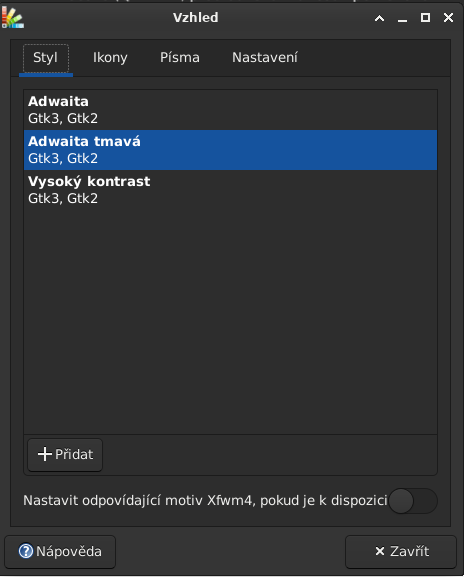 Vzhled
Styl
Ikony
Písma
Nastavení
Adwaita
Gtk3, Gtk2
Adwaita tmavá
Gtk3, Gtk2
Vysoký kontrast
Gtk3, Gtk2
Přidat
Nastavit odpovídající motiv Xfwm4, pokud je k dispozici
Nápověda
Zavřít